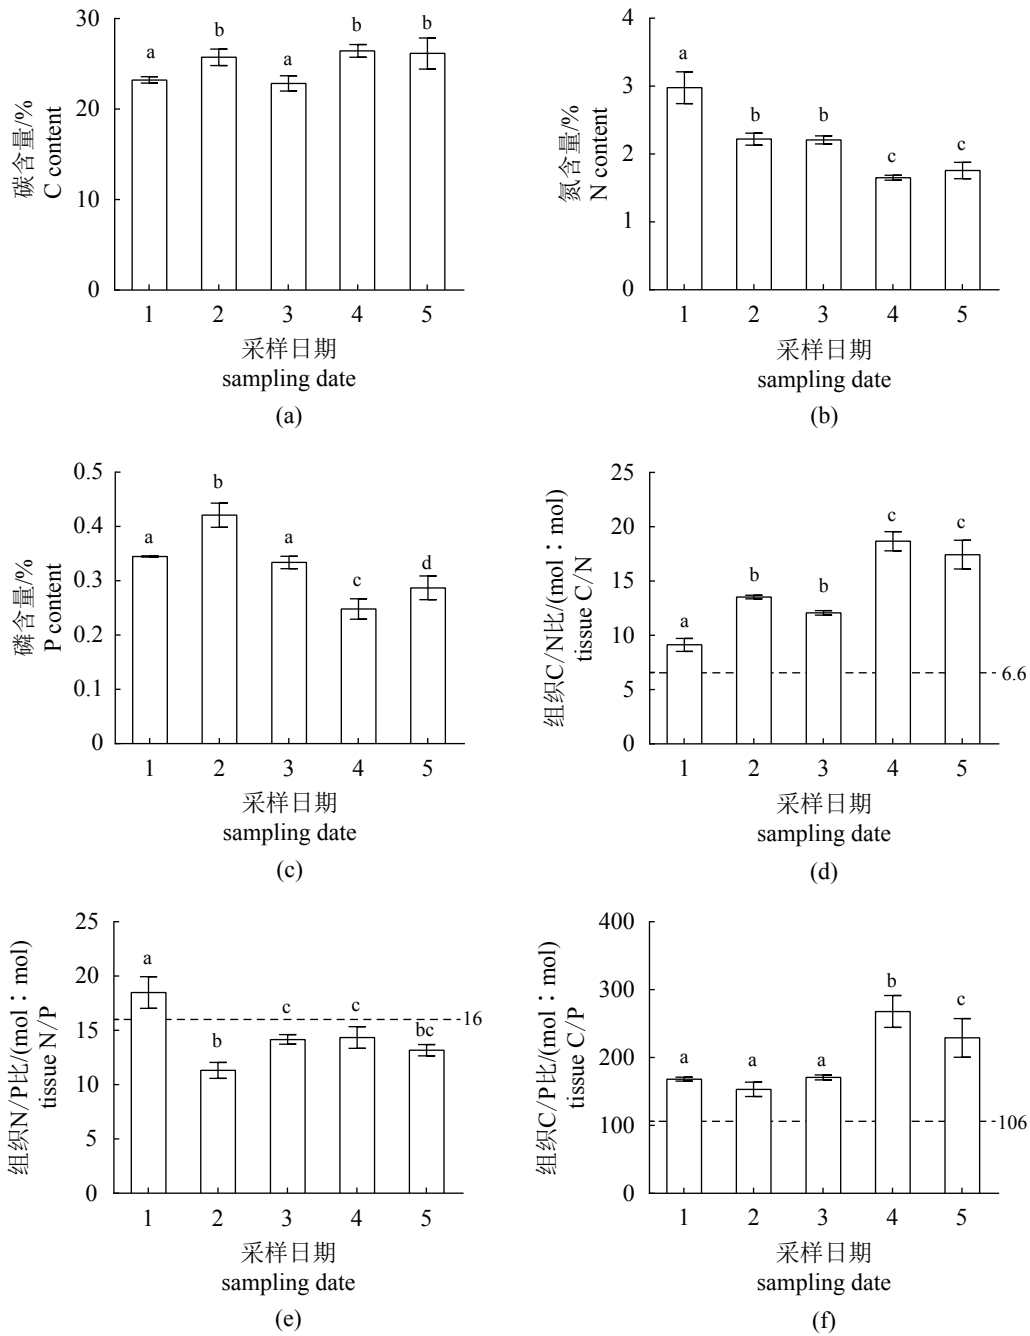 30
20
10
0
碳含量/%
C content
a
b
a
b
b
1 2 3 4 5
采样日期
sampling date
(a)
4
3
2
1
0
氮含量/%
N content
a
b
b
c
c
1 2 3 4 5
采样日期
sampling date
(b)
0.5
0.4
0.3
0.2
0.1
0
磷含量/%
P content
a
b
a
c
d
1 2 3 4 5
采样日期
sampling date
(c)
25
20
15
10
5
0
组织C/N比/(mol∶mol)
tissue C/N
a
b
b
c
c
6.6
1 2 3 4 5
采样日期
sampling date
(d)
25
20
15
10
5
0
组织N/P比/(mol∶mol)
tissue N/P
a
b
c
c
bc
16
1 2 3 4 5
采样日期
sampling date
(e)
400
300
200
100
0
组织C/P比/(mol∶mol)
tissue C/P
a
a
a
b
c
106
1 2 3 4 5
采样日期
sampling date
(f)